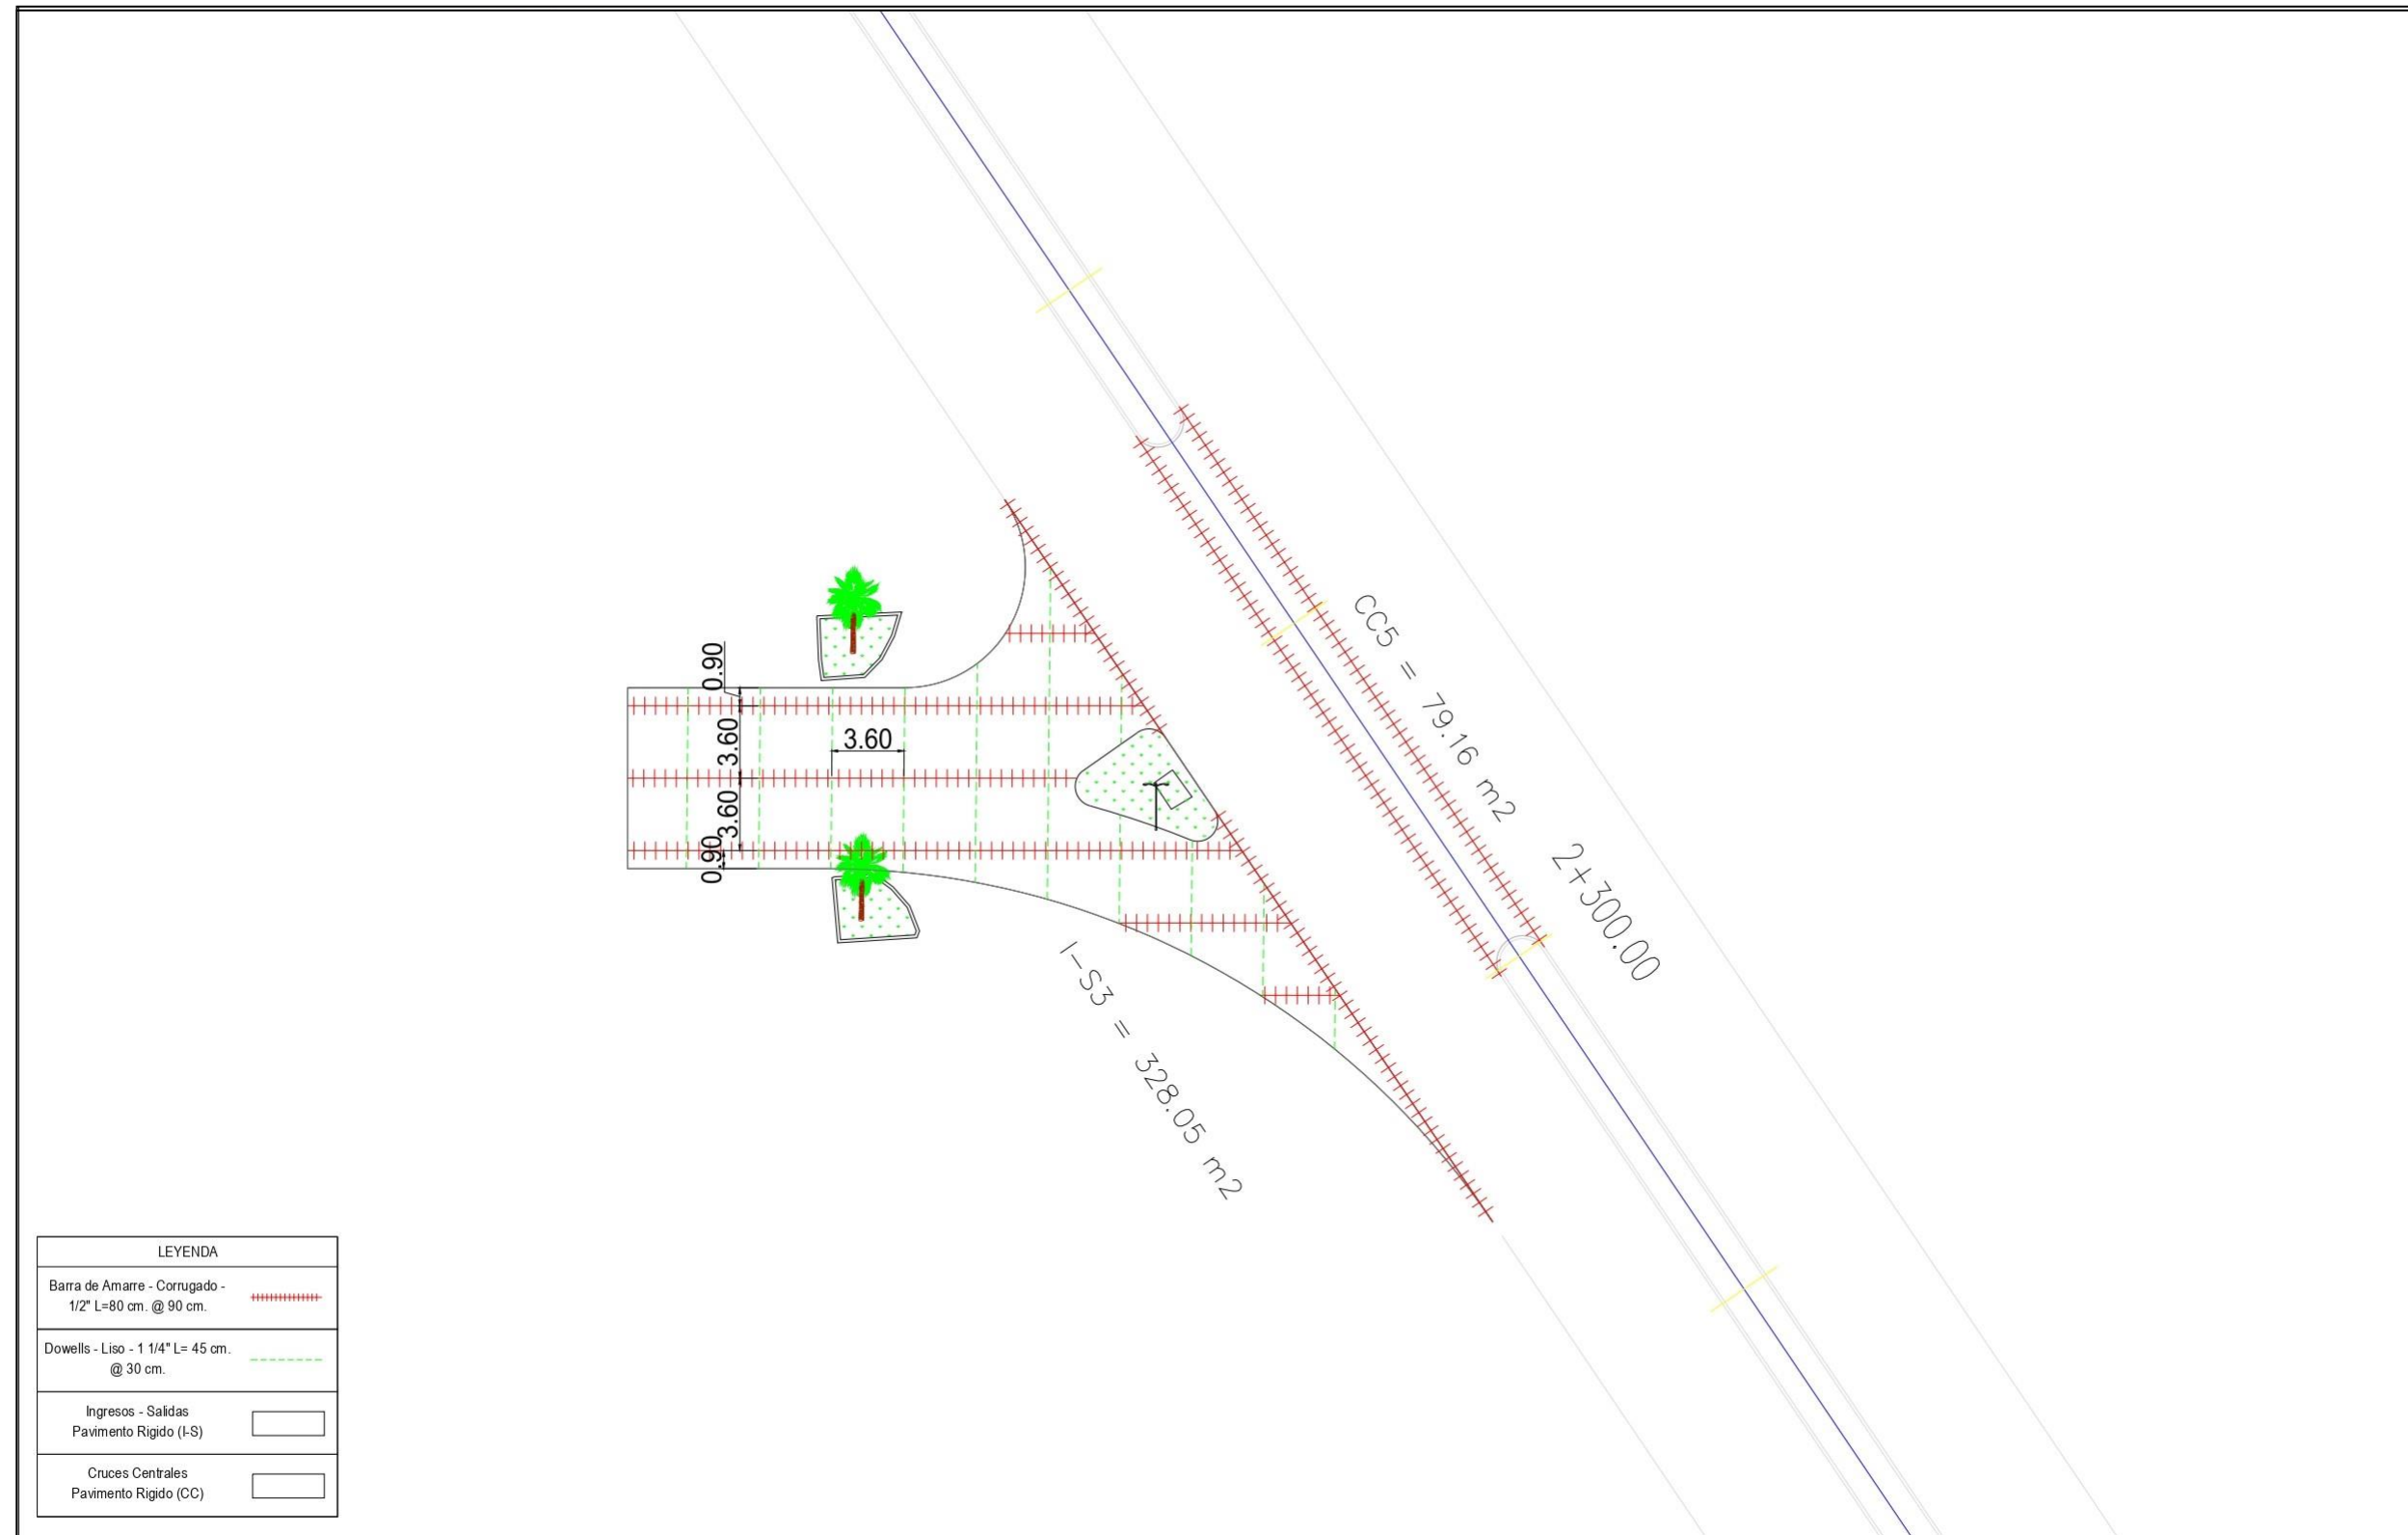 CC5 = 79.16 m2
2+300.00
0.90
3.60
3.60
3.60
0.90
I-S3 = 328.05 m2
LEYENDA
Barra de Amarre - Corrugado -
1/2" L=80 cm. @ 90 cm.
Dowells - Liso - 1 1/4" L= 45 cm.
@ 30 cm.
Ingresos - Salidas
Pavimento Rigido (I-S)
Cruces Centrales
Pavimento Rigido (CC)